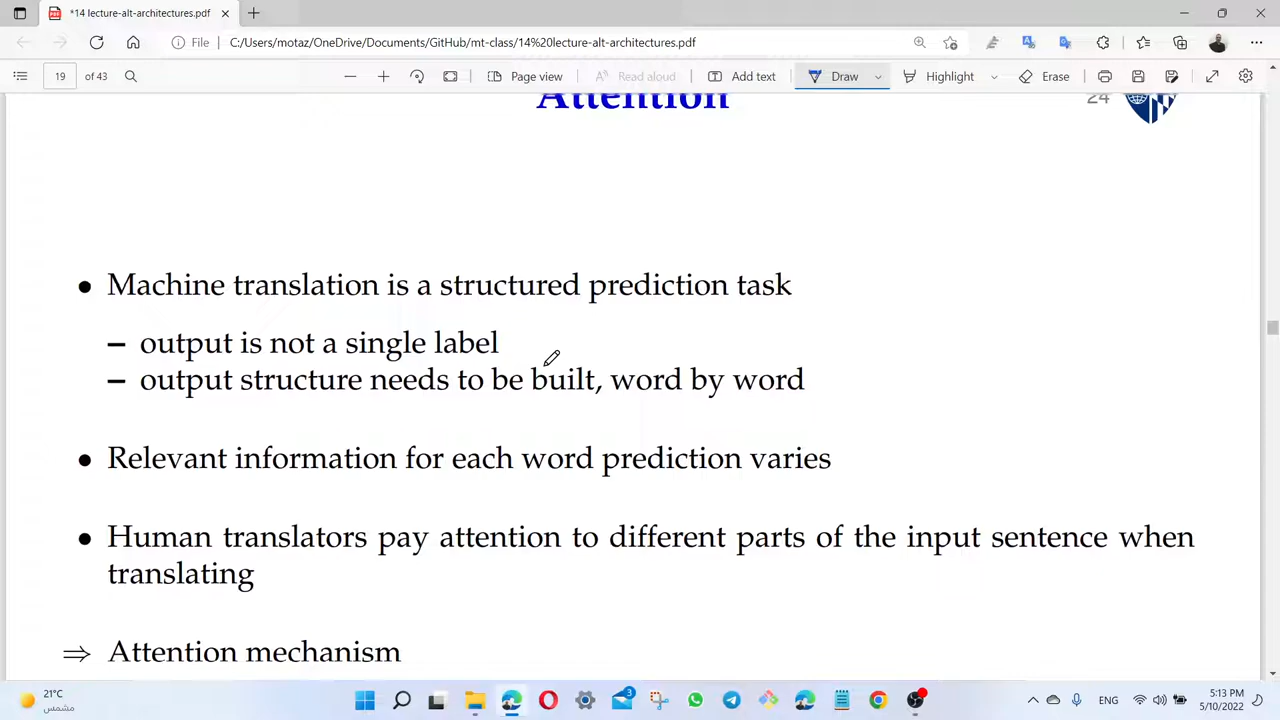 *14 lecture-alt-architectures.pdf
File C:/Users/motaz/OneDrive/Documents/GitHub/mt-class/14%20lecture-alt-architectures.pdf
19 of 43 Page view Read aloud Add text Draw Highlight Erase
Attention
24
• Machine translation is a structured prediction task
– output is not a single label
– output structure needs to be built, word by word
• Relevant information for each word prediction varies
• Human translators pay attention to different parts of the input sentence when
translating
⇒ Attention mechanism
21°C
مشمس
3
ENG
5:13 PM
5/10/2022